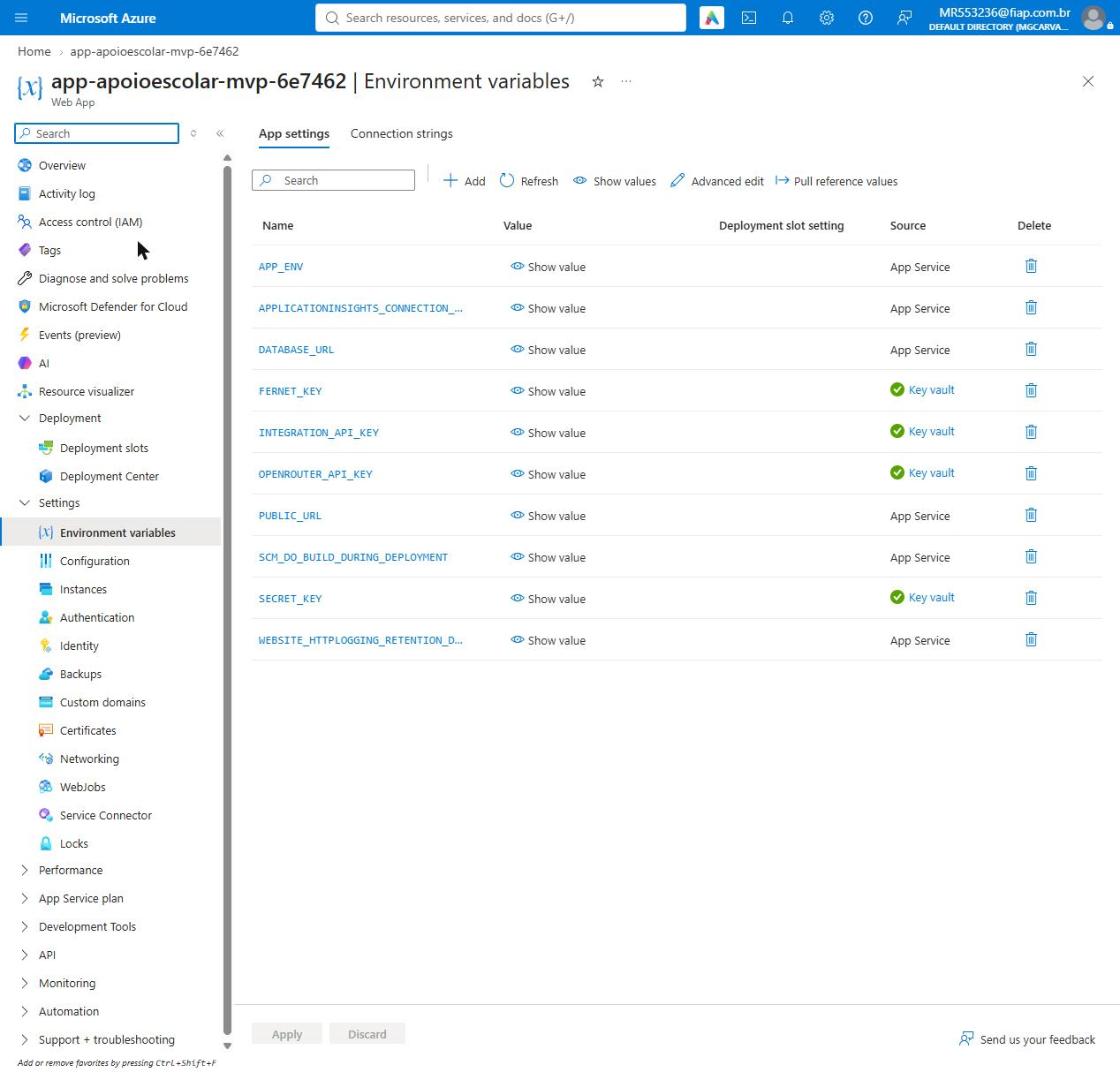 Microsoft Azure
Search resources, services, and docs (G+/)
MR553236@fiap.com.br
DEFAULT DIRECTORY (MGCARVA...
Home > app-apoioescolar-mvp-6e7462
{x} app-apoioescolar-mvp-6e7462 | Environment variables ...
Web App
Search
App settings Connection strings
Overview
Activity log
Access control (IAM)
Tags
Diagnose and solve problems
Microsoft Defender for Cloud
Events (preview)
AI
Resource visualizer
Deployment
Deployment slots
Deployment Center
Settings
{x} Environment variables
Configuration
Instances
Authentication
Identity
Backups
Custom domains
Certificates
Networking
WebJobs
Service Connector
Locks
Performance
App Service plan
Development Tools
API
Monitoring
Automation
Support + troubleshooting
Add or remove favorites by pressing Ctrl+Shift+F
Search Add Refresh Show values Advanced edit Pull reference values
Name Value Deployment slot setting Source Delete
APP_ENV Show value App Service
APPLICATIONINSIGHTS_CONNECTION_... Show value App Service
DATABASE_URL Show value App Service
FERNET_KEY Show value Key vault
INTEGRATION_API_KEY Show value Key vault
OPENROUTER_API_KEY Show value Key vault
PUBLIC_URL Show value App Service
SCM_DO_BUILD_DURING_DEPLOYMENT Show value App Service
SECRET_KEY Show value Key vault
WEBSITE_HTTPLOGGING_RETENTION_D... Show value App Service
Apply Discard
Send us your feedback